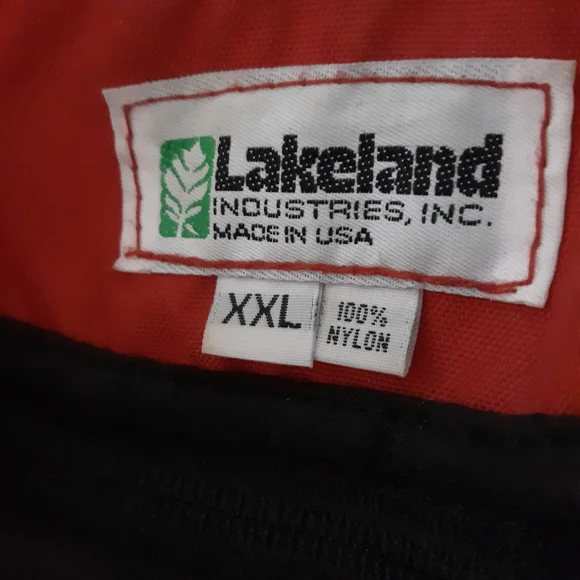 Lakeland
INDUSTRIES, INC.
MADE IN USA
XXL
100%
NYLON